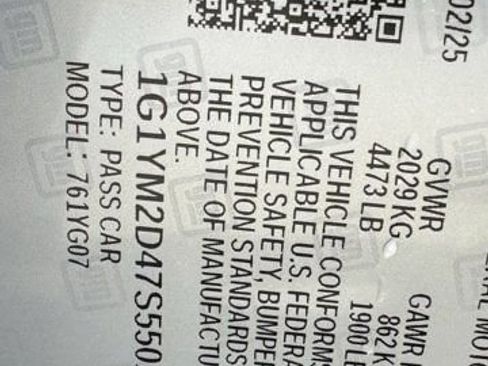 02/25
GVWR
GAWR
2029 KG
862 K
4473 LB
1900 L
THIS VEHICLE CONFORMS
APPLICABLE U.S. FEDERA
VEHICLE SAFETY, BUMPER
PREVENTION STANDARDS
THE DATE OF MANUFACTU
ABOVE.
1G1YM2D47S550
TYPE: PASS CAR
MODEL: 761YG07